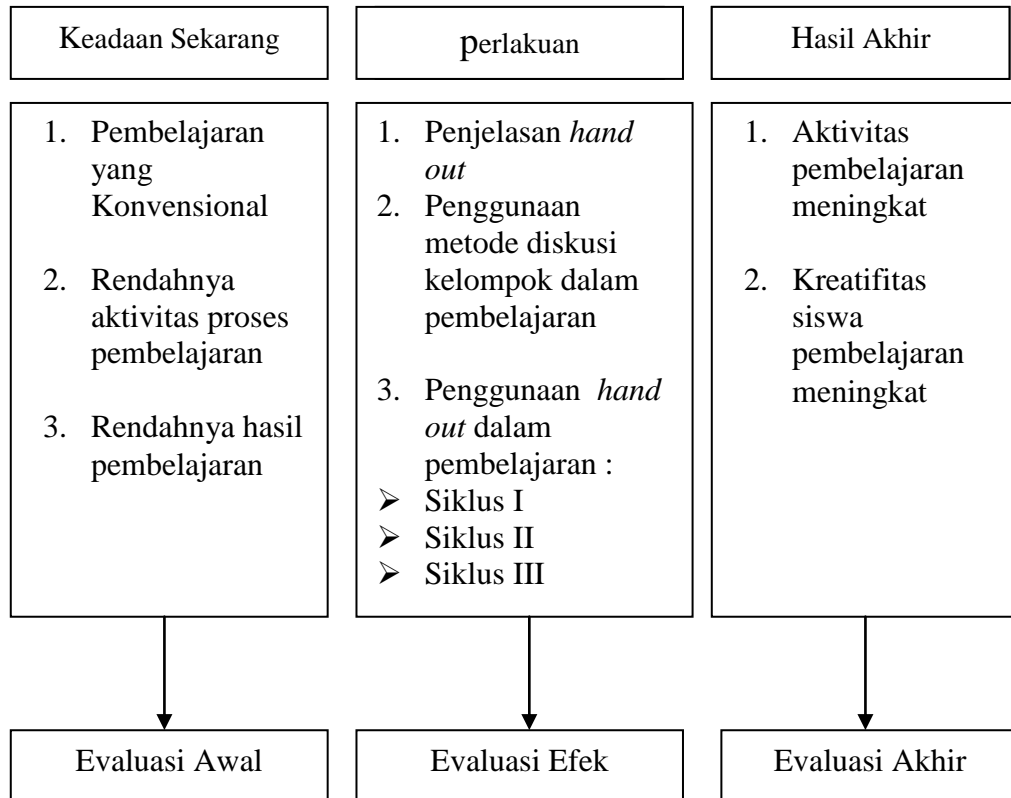 Keadaan Sekarang
perlakuan
Hasil Akhir
1. Pembelajaran
yang
Konvensional
2. Rendahnya
aktivitas proses
pembelajaran
3. Rendahnya hasil
pembelajaran
1. Penjelasan hand
out
2. Penggunaan
metode diskusi
kelompok dalam
pembelajaran
3. Penggunaan hand
out dalam
pembelajaran :
➢ Siklus I
➢ Siklus II
➢ Siklus III
1. Aktivitas
pembelajaran
meningkat
2. Kreatifitas
siswa
pembelajaran
meningkat
Evaluasi Awal
Evaluasi Efek
Evaluasi Akhir